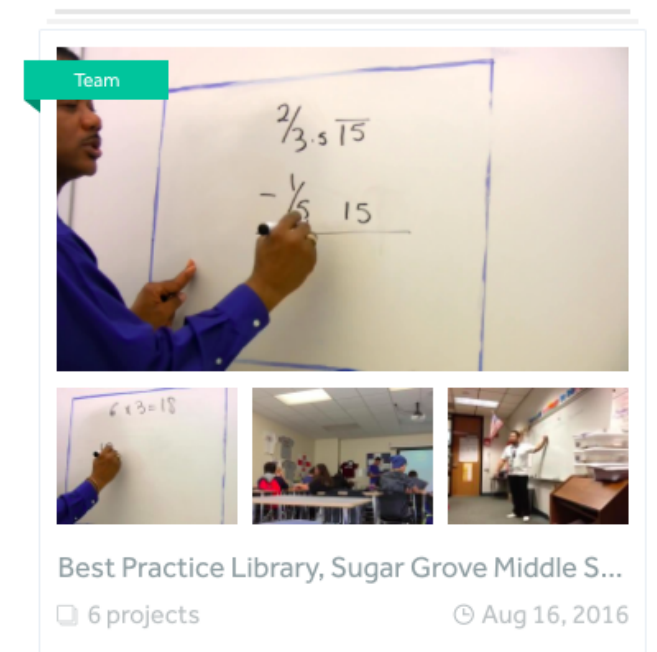 Team
2/3 . 5 15
- 1/5 15
6 x 3 = 18
18
Best Practice Library, Sugar Grove Middle S...
6 projects
Aug 16, 2016